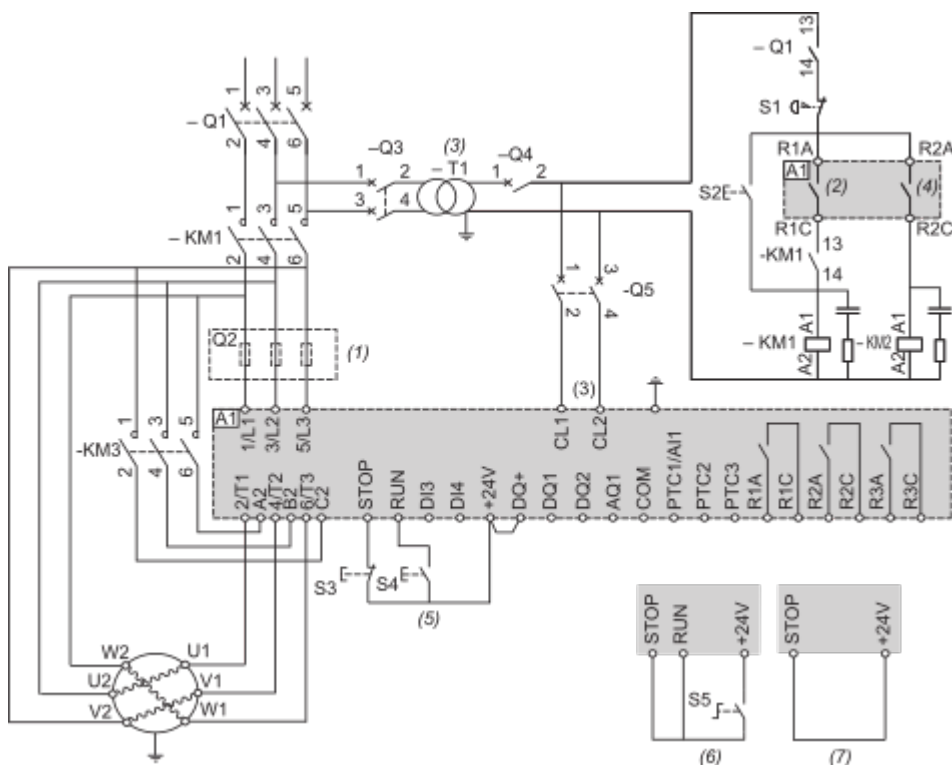 1 3 5
– Q1
2 4 6
–Q3
1 2
3 4
(3)
– T1
–Q4
1 2
13
– Q1
14
S1
R1A R2A
A1
S2
(2) (4)
R1C R2C
13
-KM1
14
A1 A1
– KM1 – KM2
A2 A2
1 3 5
– KM1
2 4 6
1 3
-Q5
2 4
Q2
(1)
(3)
1 3 5
-KM3
2 4 6
A1
1/L1 3/L2 5/L3 CL1 CL2
2/T1 A2 4/T2 B2 6/T3 C2 STOP RUN DI3 DI4 +24V DQ+ DQ1 DQ2 AQ1 COM PTC1/AI1 PTC2 PTC3 R1A R1C R2A R2C R3A R3C
S3 S4
(5)
W2 U1
U2 V1
V2 W1
STOP RUN +24V
S5
(6)
STOP +24V
(7)